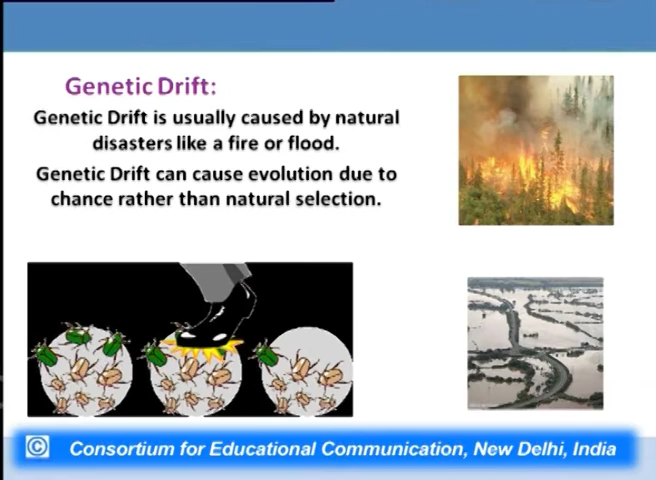 Genetic Drift:
Genetic Drift is usually caused by natural
disasters like a fire or flood.
Genetic Drift can cause evolution due to
chance rather than natural selection.
© Consortium for Educational Communication, New Delhi, India